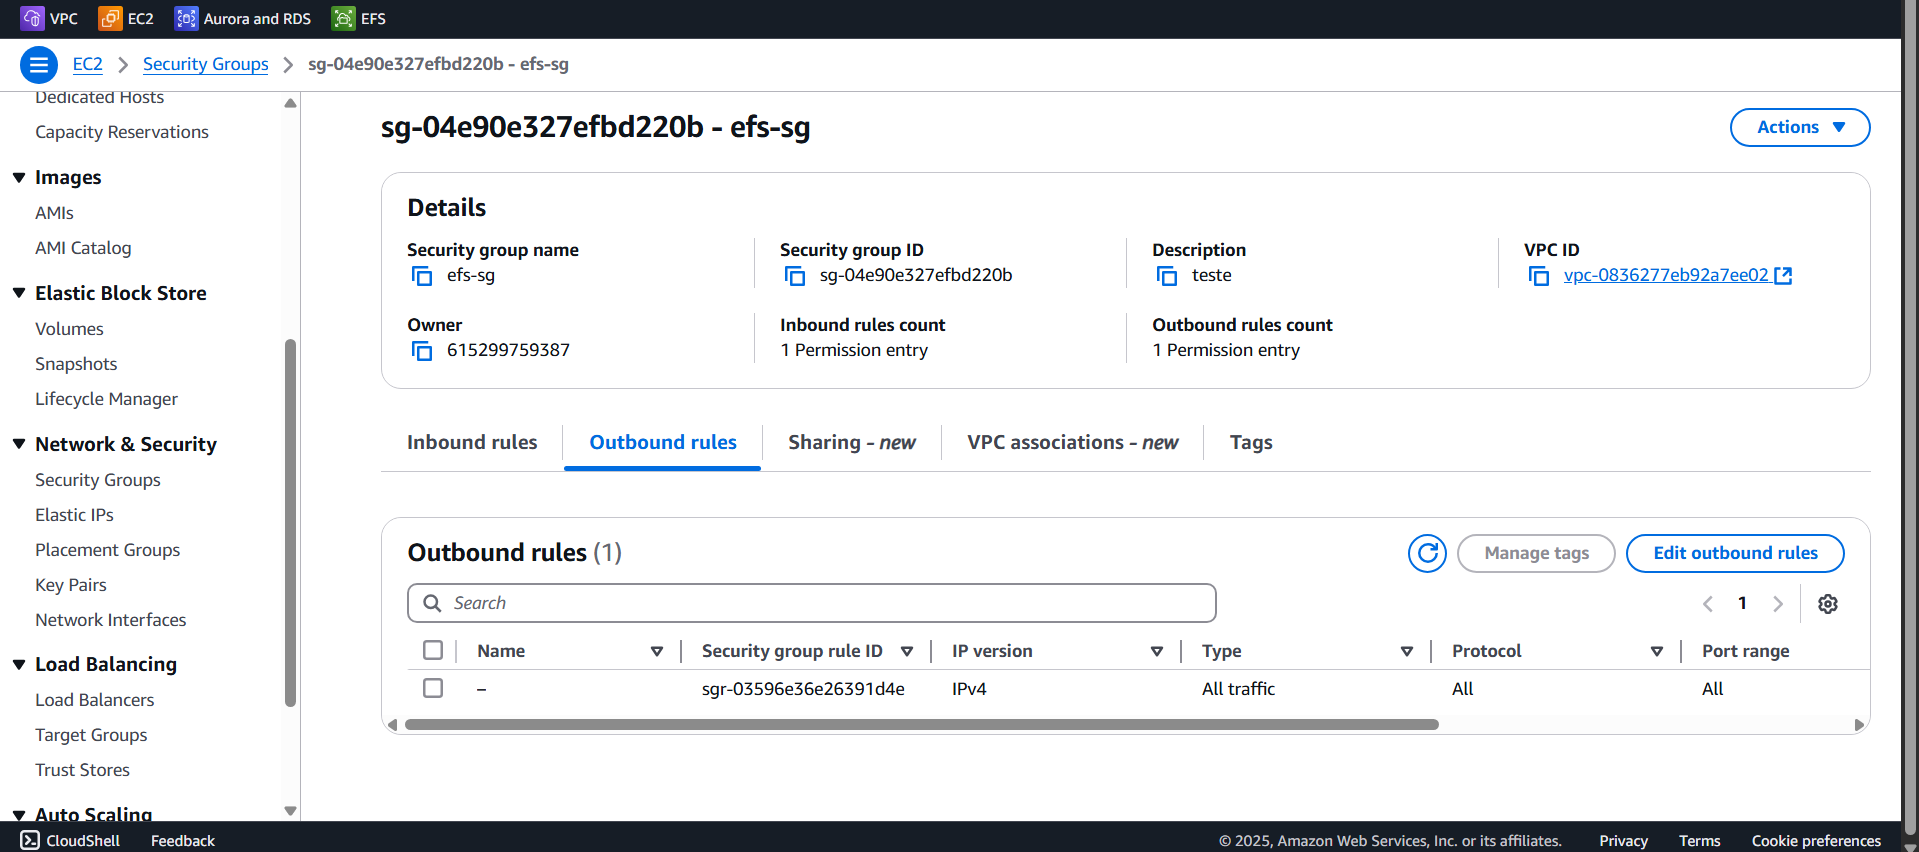 VPC EC2 Aurora and RDS EFS
EC2 Security Groups sg-04e90e327efbd220b - efs-sg
Dedicated Hosts
Capacity Reservations
Images
AMIs
AMI Catalog
Elastic Block Store
Volumes
Snapshots
Lifecycle Manager
Network & Security
Security Groups
Elastic IPs
Placement Groups
Key Pairs
Network Interfaces
Load Balancing
Load Balancers
Target Groups
Trust Stores
Auto Scaling
sg-04e90e327efbd220b - efs-sg
Actions
Details
Security group name
efs-sg
Security group ID
sg-04e90e327efbd220b
Description
teste
VPC ID
vpc-0836277eb92a7ee02
Owner
615299759387
Inbound rules count
1 Permission entry
Outbound rules count
1 Permission entry
Inbound rules Outbound rules Sharing - new VPC associations - new Tags
Outbound rules (1)
Manage tags Edit outbound rules
Search
1
Name Security group rule ID IP version Type Protocol Port range
– sgr-03596e36e26391d4e IPv4 All traffic All All
CloudShell Feedback © 2025, Amazon Web Services, Inc. or its affiliates. Privacy Terms Cookie preferences